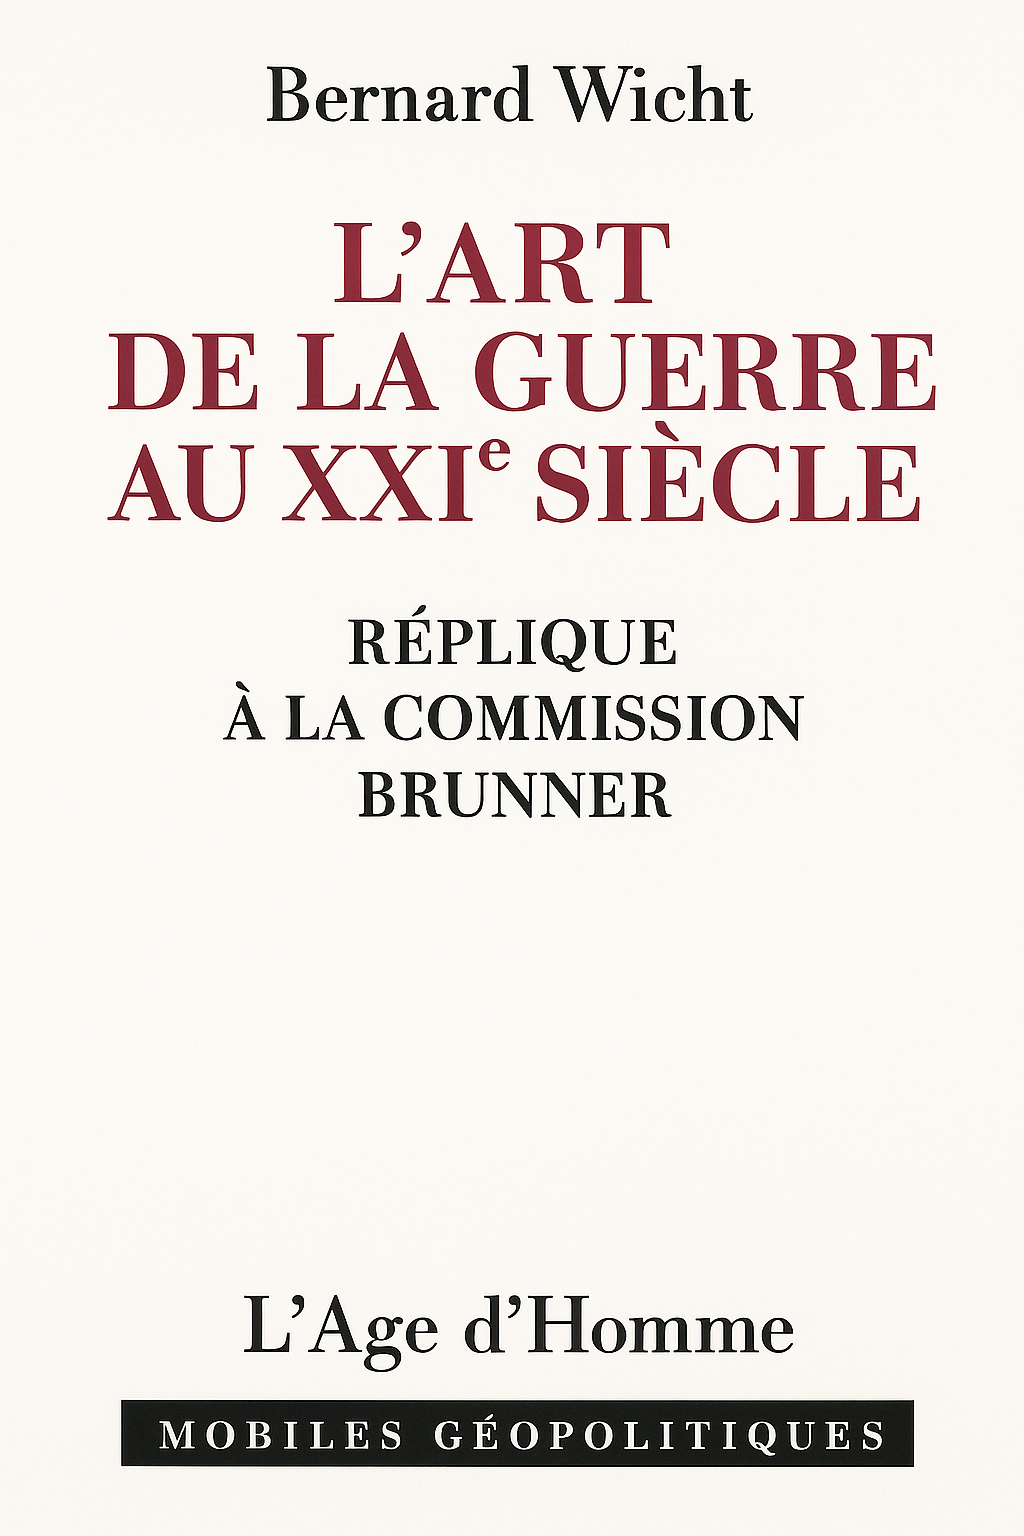 Bernard Wicht
L’ART
DE LA GUERRE
AU XXIᵉ SIÈCLE
RÉPLIQUE
À LA COMMISSION
BRUNNER
L’Age d’Homme
MOBILES GÉOPOLITIQUES